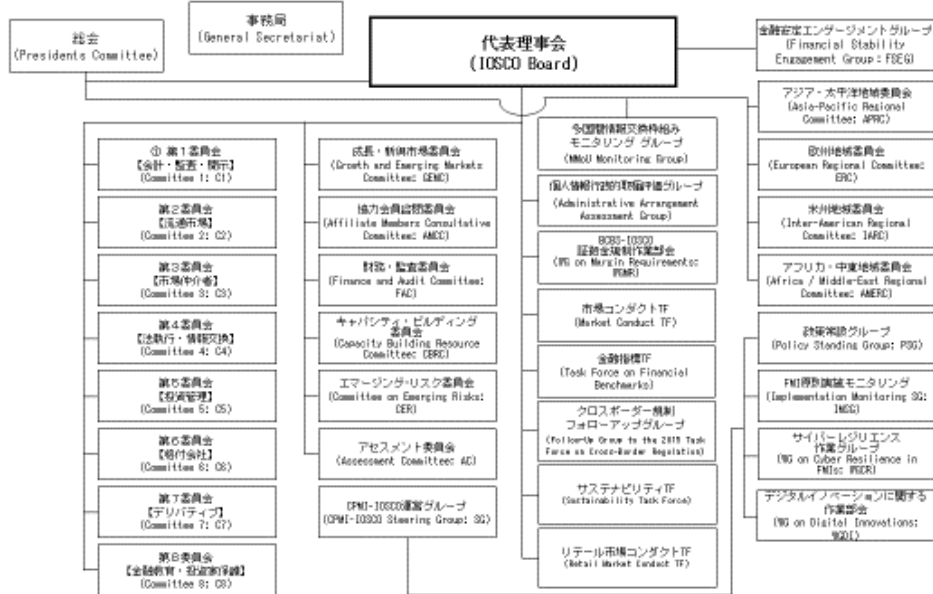 総会
(Presidents Committee)
事務局
(General Secretariat)
代表理事会
(IOSCO Board)
金融安定エンゲージメントグループ
(Financial Stability
Engagement Group：FSEG)
① 第1委員会
【会計・監査・開示】
(Committee 1: C1)
第2委員会
【流通市場】
(Committee 2: C2)
第3委員会
【市場仲介者】
(Committee 3: C3)
第4委員会
【法執行・情報交換】
(Committee 4: C4)
第5委員会
【投資管理】
(Committee 5: C5)
第6委員会
【格付会社】
(Committee 6: C6)
第7委員会
【デリバティブ】
(Committee 7: C7)
第8委員会
【金融教育・投資家保護】
(Committee 8: C8)
成長・新興市場委員会
(Growth and Emerging Markets
Committee: GEMC)
協力会員諮問委員会
(Affiliate Members Consultative
Committee: AMCC)
財務・監査委員会
(Finance and Audit Committee:
FAC)
キャパシティ・ビルディング
委員会
(Capacity Building Resource
Committee: CBRC)
エマージング・リスク委員会
(Committee on Emerging Risks:
CER)
アセスメント委員会
(Assessment Committee: AC)
CPMI-IOSCO運営グループ
(CPMI-IOSCO Steering Group: SG)
多国間情報交換枠組み
モニタリング グループ
(MMoU Monitoring Group)
個人情報行政的取極評価グループ
(Administrative Arrangement
Assessment Group)
BCBS-IOSCO
証拠金規制作業部会
(WG on Margin Requirements:
WGMR)
市場コンダクトTF
(Market Conduct TF)
金融指標TF
(Task Force on Financial
Benchmarks)
クロスボーダー規制
フォローアップグループ
(Follow-Up Group to the 2015 Task
Force on Cross-Border Regulation)
サステナビリティTF
(Sustainability Task Force)
リテール市場コンダクトTF
(Retail Market Conduct TF)
アジア・太平洋地域委員会
(Asia-Pacific Regional
Committee: APRC)
欧州地域委員会
(European Regional Committee:
ERC)
米州地域委員会
(Inter-American Regional
Committee: IARC)
アフリカ・中東地域委員会
(Africa / Middle-East Regional
Committee: AMERC)
政策常設グループ
(Policy Standing Group: PSG)
FMI原則実施モニタリング
(Implementation Monitoring SG:
IMSG)
サイバーレジリエンス
作業グループ
(WG on Cyber Resilience in
FMIs: WGCR)
デジタルイノベーションに関する
作業部会
(WG on Digital Innovations:
WGDI)